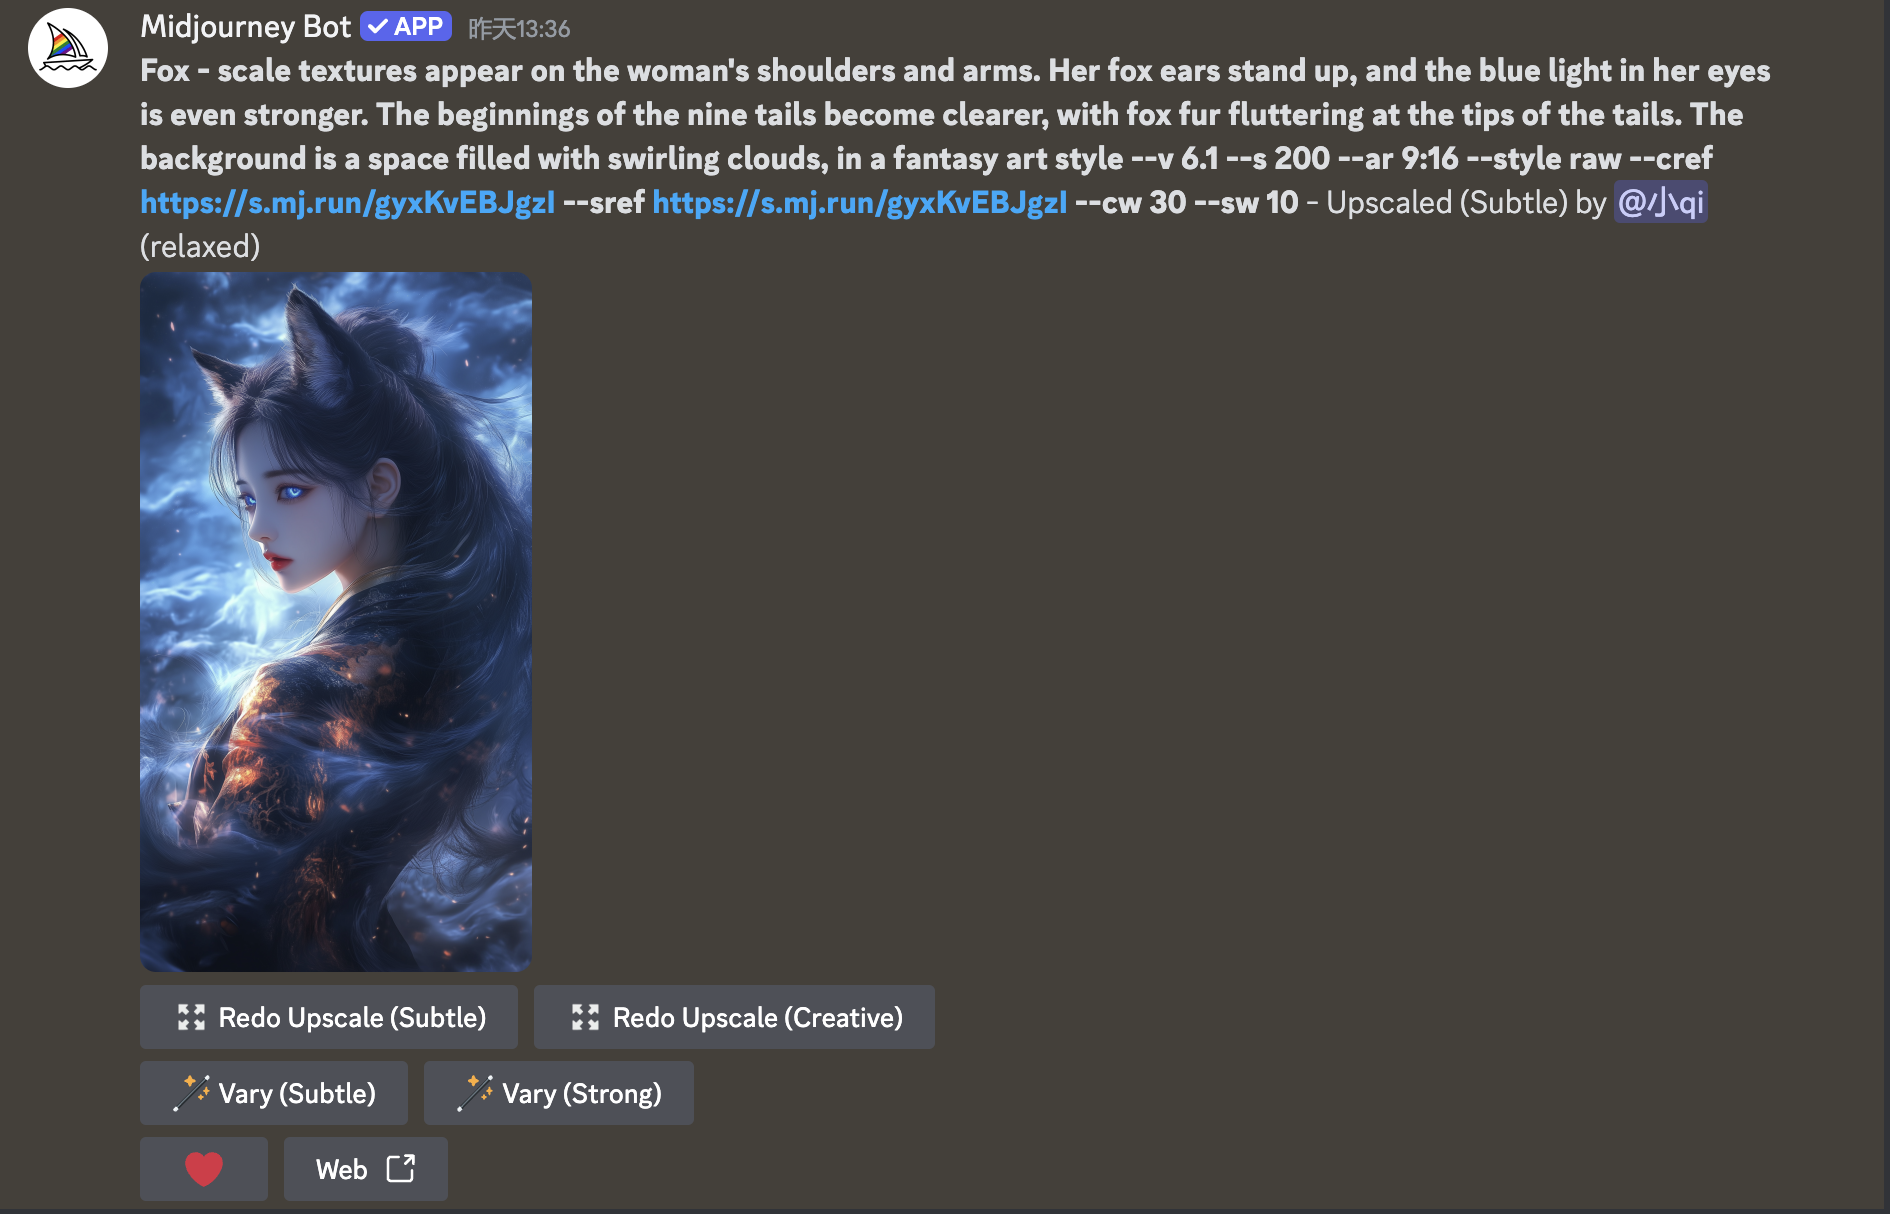 Midjourney Bot APP 昨天13:36
Fox - scale textures appear on the woman's shoulders and arms. Her fox ears stand up, and the blue light in her eyes
is even stronger. The beginnings of the nine tails become clearer, with fox fur fluttering at the tips of the tails. The
background is a space filled with swirling clouds, in a fantasy art style --v 6.1 --s 200 --ar 9:16 --style raw --cref
https://s.mj.run/gyxKvEBJgzI --sref https://s.mj.run/gyxKvEBJgzI --cw 30 --sw 10 - Upscaled (Subtle) by @小qi
(relaxed)
Redo Upscale (Subtle) Redo Upscale (Creative)
Vary (Subtle) Vary (Strong)
Web